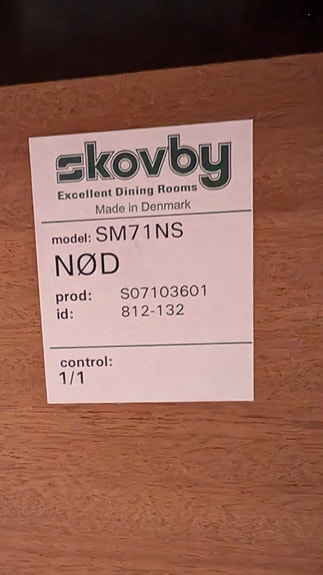 skovby
Excellent Dining Rooms
Made in Denmark
model: SM71NS
NØD
prod: S07103601
id: 812-132
control:
1/1